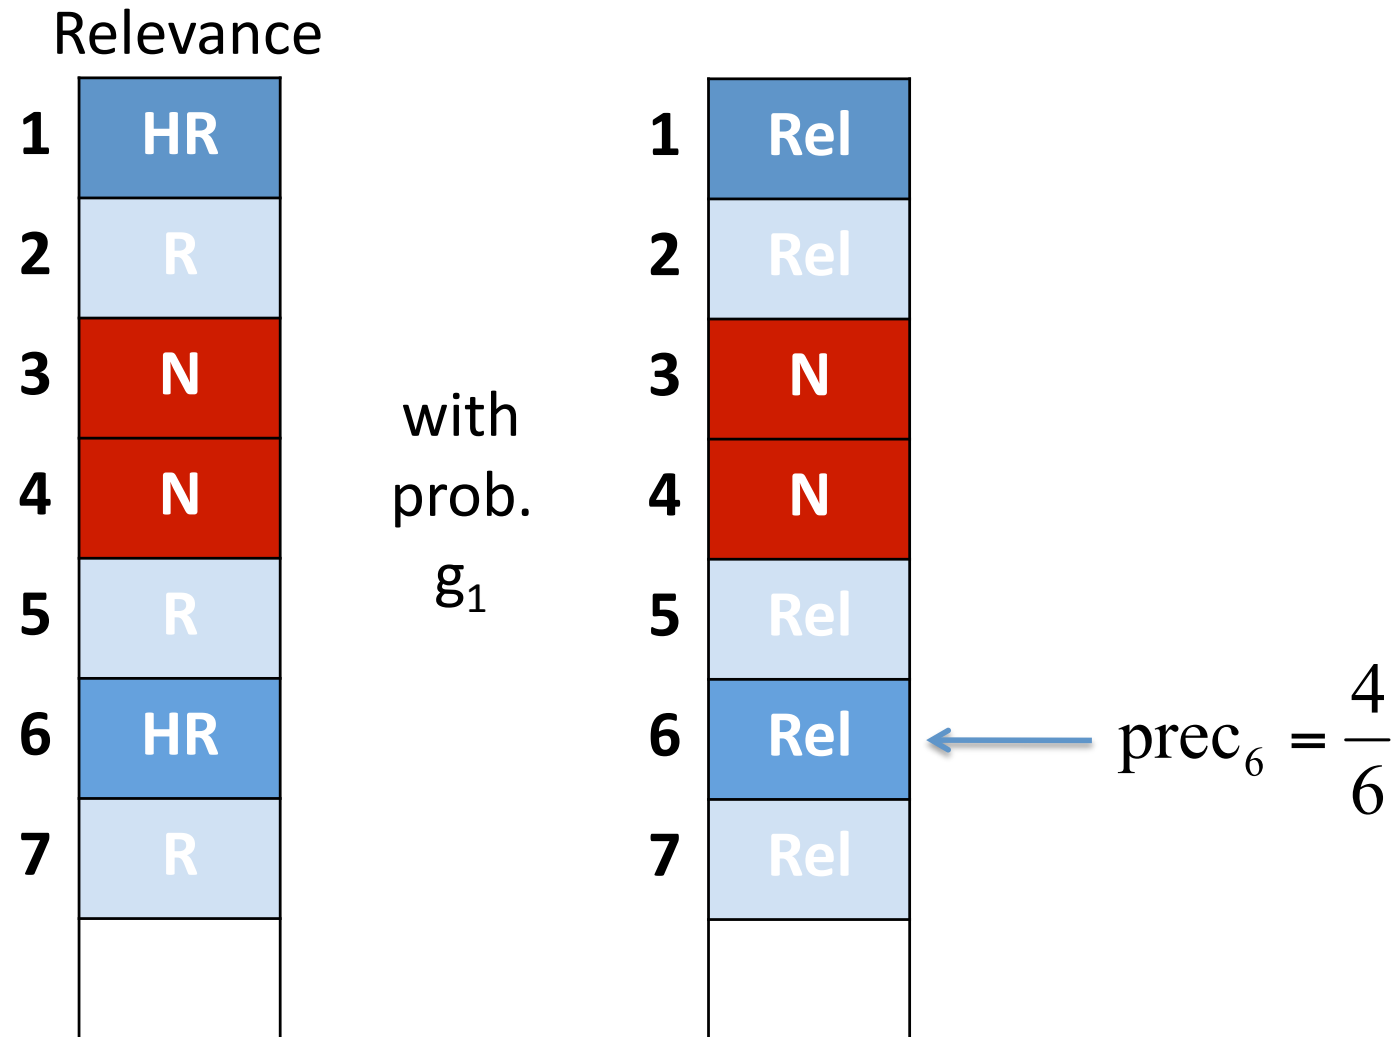 Relevance
1 HR
2 R
3 N
4 N
5 R
6 HR
7 R
with
prob.
g₁
1 Rel
2 Rel
3 N
4 N
5 Rel
6 Rel
7 Rel
prec₆ = 4/6